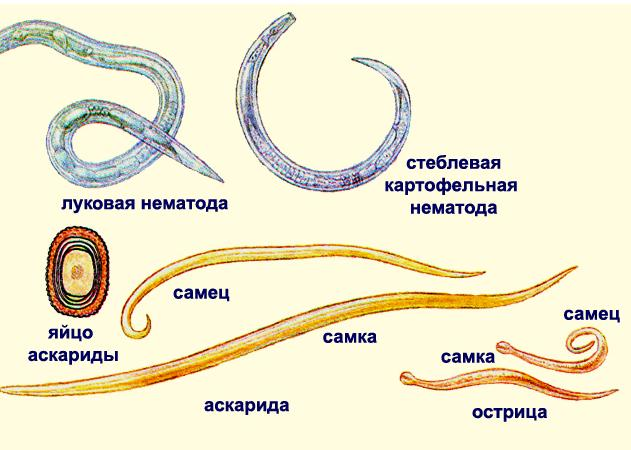 стеблевая
картофельная
нематода
луковая нематода
самец
яйцо
аскариды
самка
аскарида
самец
самка
острица